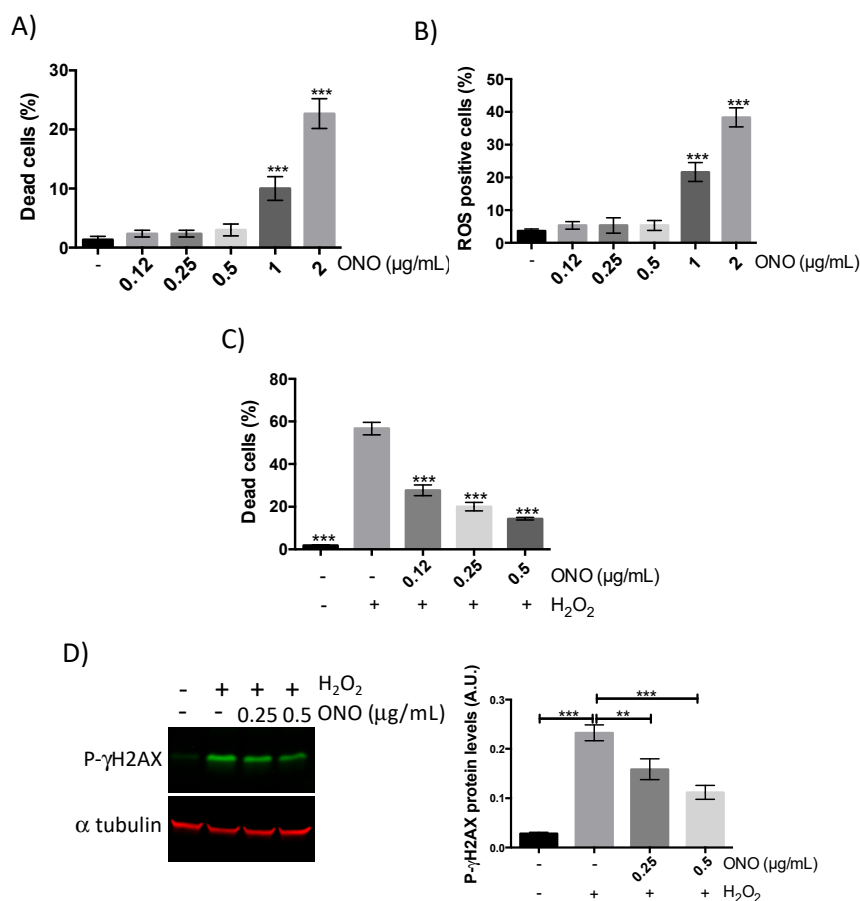 A)
Dead cells (%)
30
20
10
0
***
***
- 0.12 0.25 0.5 1 2 ONO (µg/mL)
B)
ROS positive cells (%)
50
40
30
20
10
0
***
***
- 0.12 0.25 0.5 1 2 ONO (µg/mL)
C)
Dead cells (%)
80
60
40
20
0
*** *** *** ***
- - 0.12 0.25 0.5 ONO (µg/mL)
- + + + + H₂O₂
D)
- + + + H₂O₂
- - 0.25 0.5 ONO (µg/mL)
P-γH2AX
α tubulin
P-γH2AX protein levels (A.U.)
0.3
0.2
0.1
0.0
***
*** **
- - 0.25 0.5 ONO (µg/mL)
- + + + H₂O₂